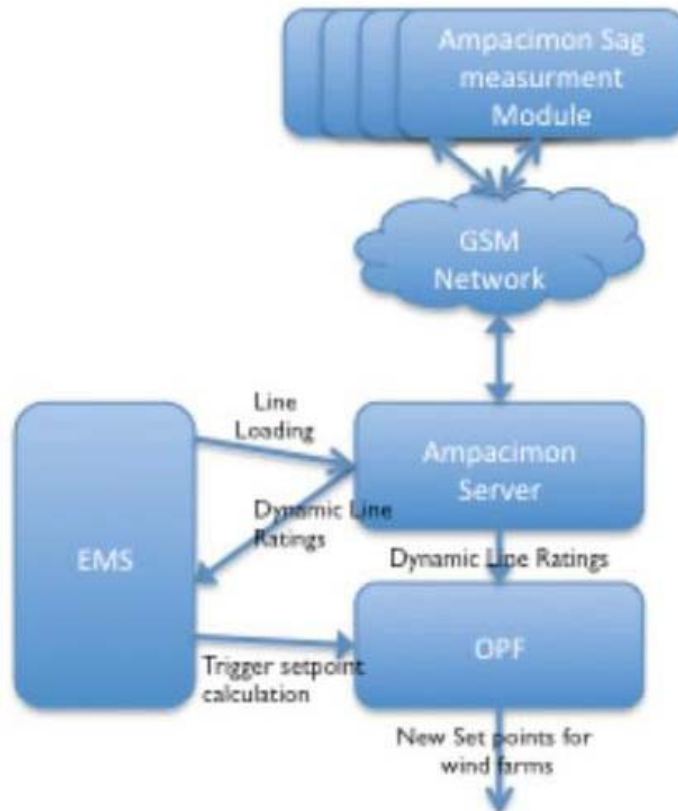 Ampacimon Sag
measurment
Module
GSM
Network
Line
Loading
Ampacimon
Server
Dynamic Line
Ratings
EMS
Dynamic Line Ratings
OPF
Trigger setpoint
calculation
New Set points for
wind farms